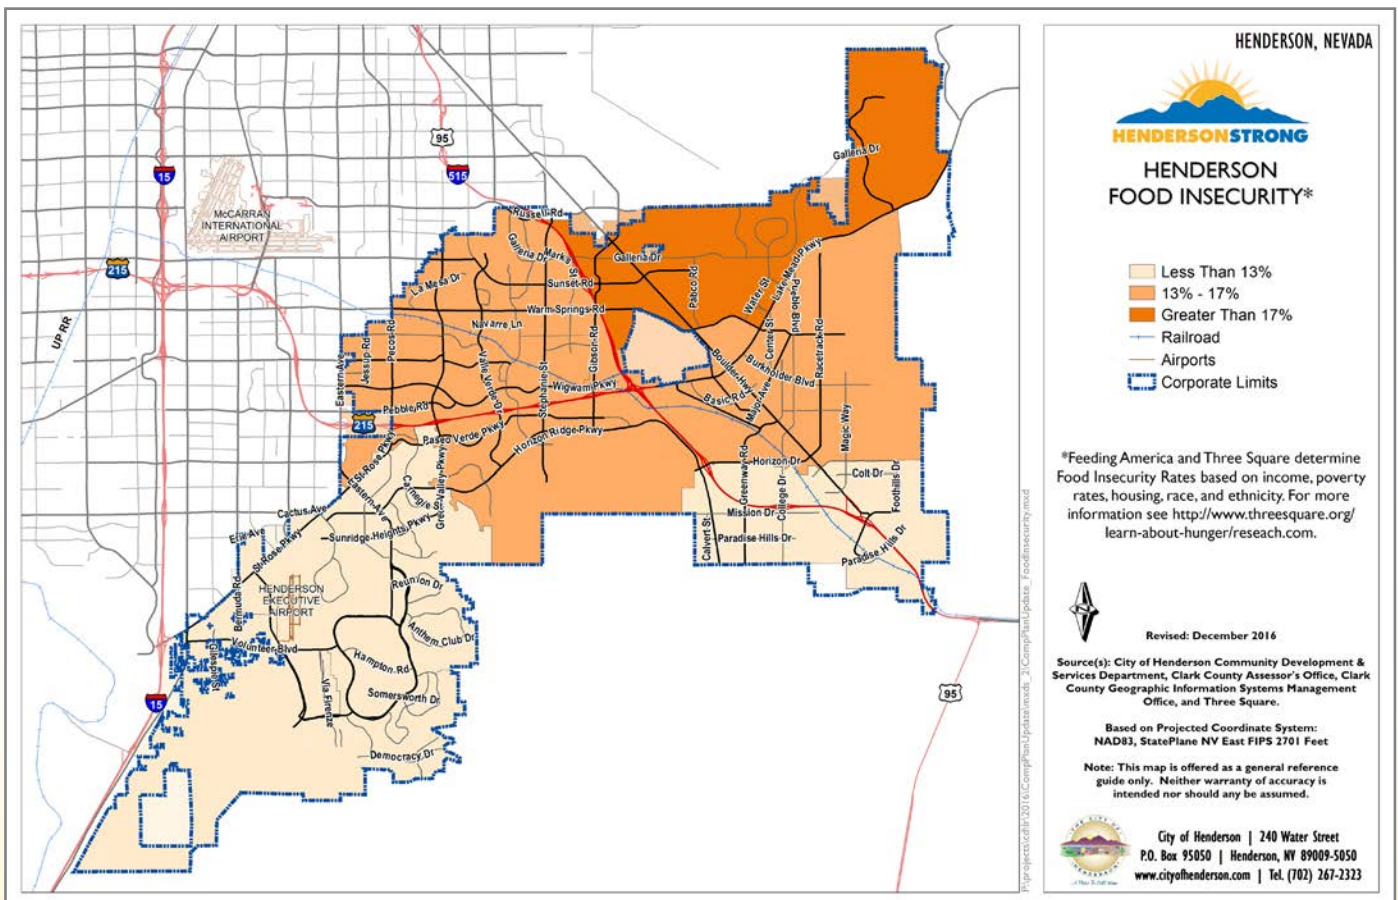 HENDERSON, NEVADA
HENDERSONSTRONG
HENDERSON
FOOD INSECURITY*
Less Than 13%
13% - 17%
Greater Than 17%
Railroad
Airports
Corporate Limits
*Feeding America and Three Square determine
Food Insecurity Rates based on income, poverty
rates, housing, race, and ethnicity. For more
information see http://www.threesquare.org/
learn-about-hunger/reseach.com.
N
Revised: December 2016
Source(s): City of Henderson Community Development &
Services Department, Clark County Assessor's Office, Clark
County Geographic Information Systems Management
Office, and Three Square.
Based on Projected Coordinate System:
NAD83, StatePlane NV East FIPS 2701 Feet
Note: This map is offered as a general reference
guide only. Neither warranty of accuracy is
intended nor should any be assumed.
City of Henderson | 240 Water Street
P.O. Box 95050 | Henderson, NV 89009-5050
www.cityofhenderson.com | Tel. (702) 267-2323
95
15
515
McCARRAN
INTERNATIONAL
AIRPORT
215
UP RR
Galleria Dr
Russell Rd
Galleria Dr
Marks St
Galleria Dr
La Mesa Dr
Sunset Rd
Pabco Rd
Water St
Lake Mead Pkwy
Pueblo Blvd
Warm Springs Rd
Navarre Ln
Center St
Racetrack Rd
Eastern Ave
Jessup Rd
Pecos Rd
Valle Verde Dr
Stephanie St
Gibson Rd
Boulder Hwy
Burkholder Blvd
Wigwam Pkwy
Basic Rd
Major Ave
Pebble Rd
215
Paseo Verde Pkwy
Horizon Ridge Pkwy
Magic Way
St Rose Pkwy
Eastern Ave
Carnegie St
Green Valley Pkwy
Greenway Rd
Horizon Dr
College Dr
Colt Dr
Foothills Dr
Cactus Ave
Erie Ave
St Rose Pkwy
Sunridge Heights Pkwy
Calvert St
Mission Dr
Paradise Hills Dr
Paradise Hills Dr
Bermuda Rd
HENDERSON
EXECUTIVE
AIRPORT
Reunion Dr
Anthem Club Dr
Volunteer Blvd
Gilespie St
Hampton Rd
Via Firenze
Somersworth Dr
Democracy Dr
15
95